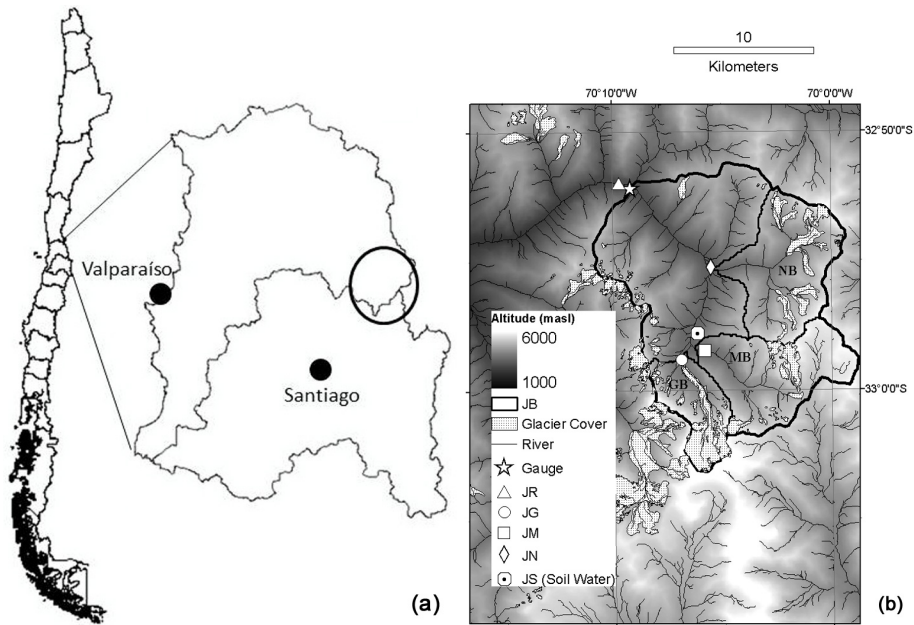 Valparaíso
Santiago
(a)
10
Kilometers
70°10'0"W
70°0'0"W
32°50'0"S
33°0'0"S
NB
MB
GB
Altitude (masl)
6000
1000
JB
Glacier Cover
River
Gauge
JR
JG
JM
JN
JS (Soil Water)
(b)